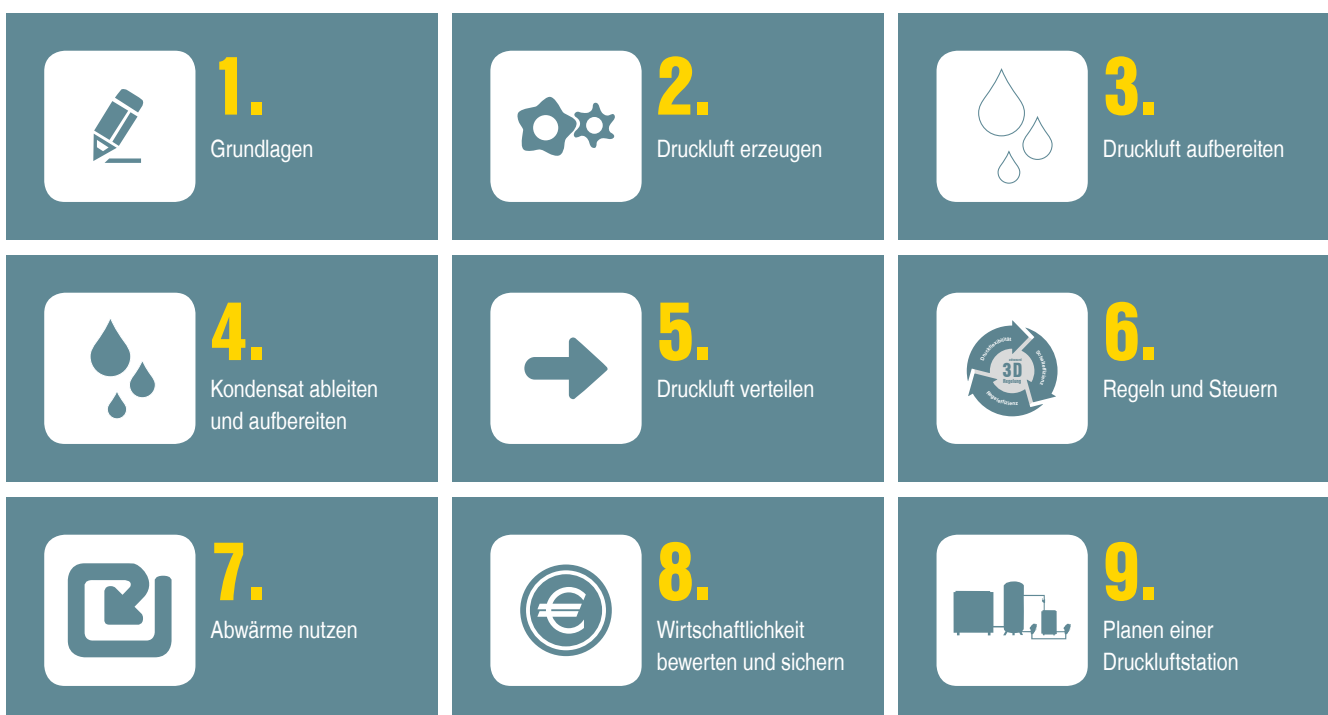 1.
Grundlagen
2.
Druckluft erzeugen
3.
Druckluft aufbereiten
4.
Kondensat ableiten
und aufbereiten
5.
Druckluft verteilen
6.
3D
Regelung
Regeln und Steuern
7.
Abwärme nutzen
8.
Wirtschaftlichkeit
bewerten und sichern
9.
Planen einer
Druckluftstation